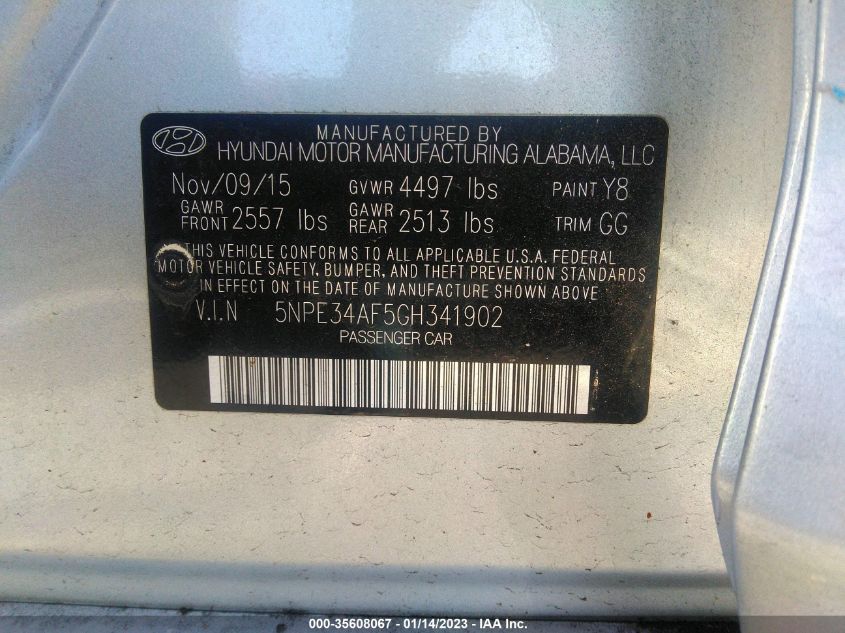 MANUFACTURED BY
HYUNDAI MOTOR MANUFACTURING ALABAMA, LLC
Nov/09/15 GVWR 4497 lbs PAINT Y8
GAWR FRONT 2557 lbs GAWR REAR 2513 lbs TRIM GG
THIS VEHICLE CONFORMS TO ALL APPLICABLE U.S.A. FEDERAL
MOTOR VEHICLE SAFETY, BUMPER, AND THEFT PREVENTION STANDARDS
IN EFFECT ON THE DATE OF MANUFACTURE SHOWN ABOVE
V.I.N 5NPE34AF5GH341902
PASSENGER CAR
000-35608067 - 01/14/2023 - IAA Inc.